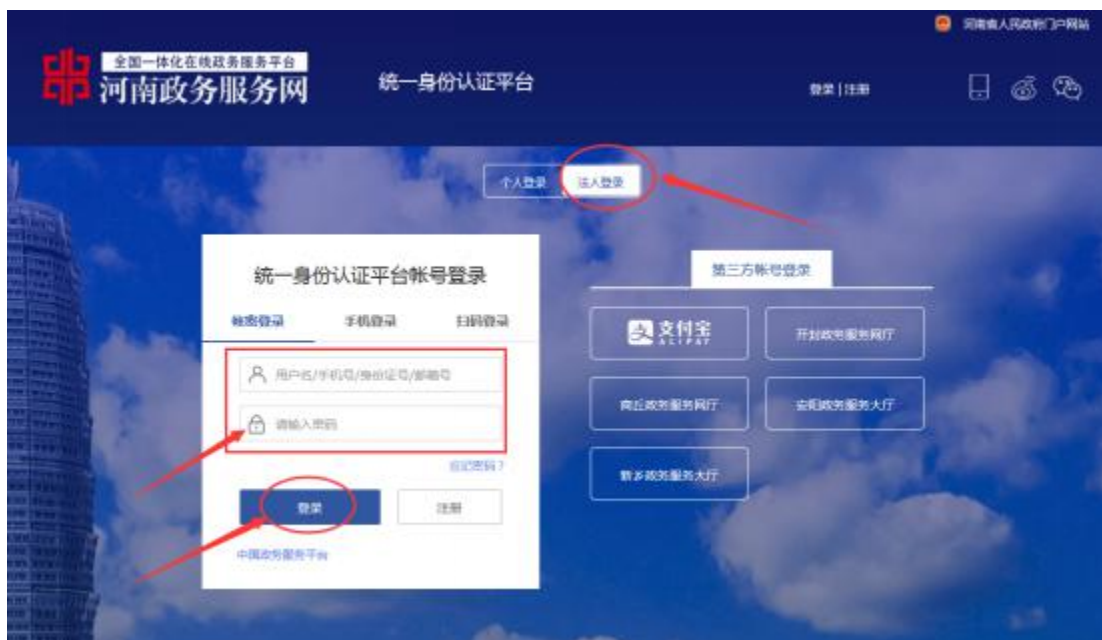 河南省人民政府门户网站
全国一体化在线政务服务平台
河南政务服务网
统一身份认证平台
登录 | 注册
个人登录
法人登录
统一身份认证平台帐号登录
帐密登录
手机登录
扫码登录
用户名/手机号/身份证号/邮箱号
请输入密码
忘记密码？
登录
注册
中国政务服务平台
第三方帐号登录
支付宝
ALIPAY
开封政务服务网厅
商丘政务服务网厅
安阳政务服务大厅
新乡政务服务大厅